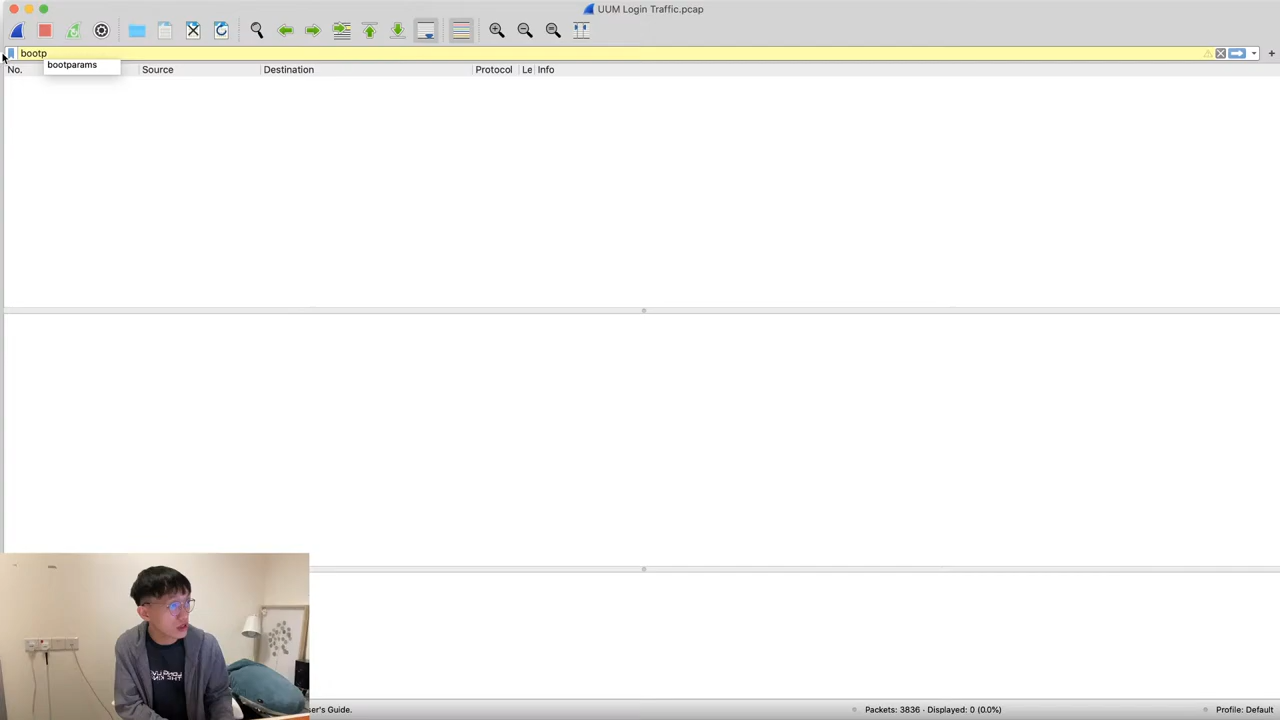 UUM Login Traffic.pcap
bootp
bootparams
No. Source Destination Protocol Le Info
ser's Guide. Packets: 3836 · Displayed: 0 (0.0%) Profile: Default